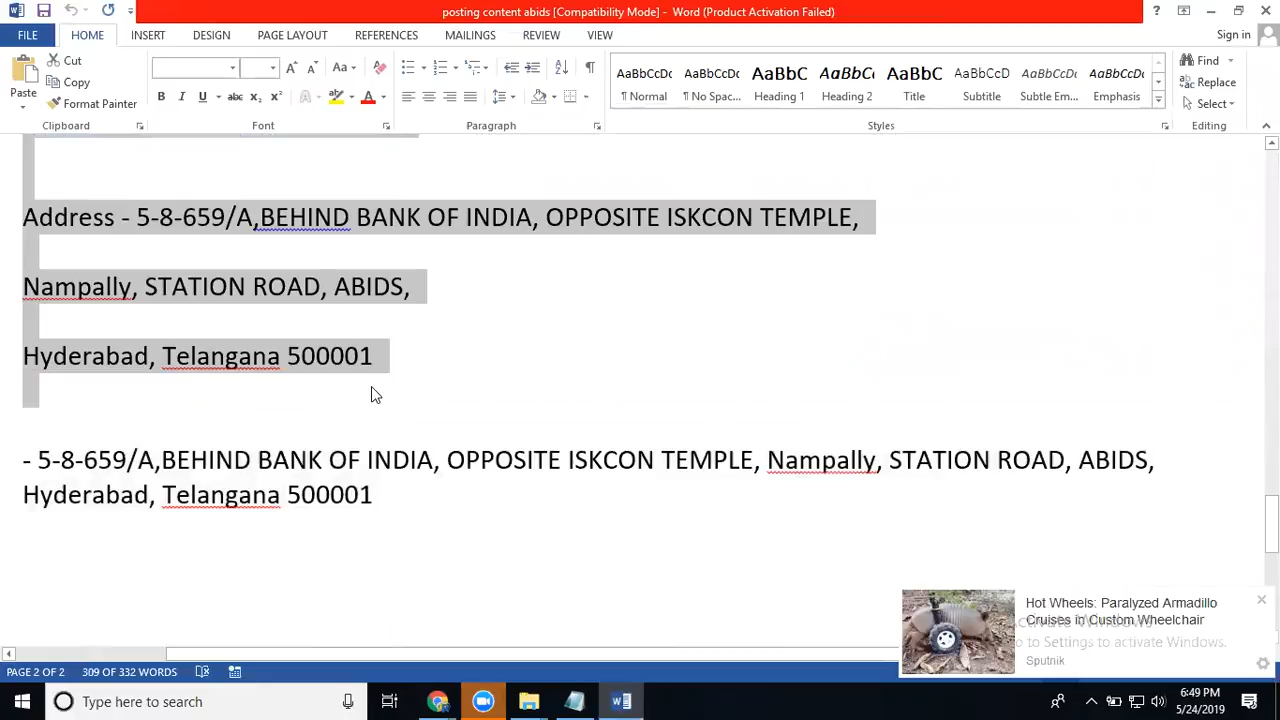 posting content abids [Compatibility Mode] - Word (Product Activation Failed)
FILE HOME INSERT DESIGN PAGE LAYOUT REFERENCES MAILINGS REVIEW VIEW Sign in
Paste Cut Copy Format Painter
Clipboard Font Paragraph Styles Editing
AaBbCcDc AaBbCcDc AaBbC AaBbCc AaBbC AaBbCcD AaBbCcDc AaBbCcDc
¶ Normal ¶ No Spac... Heading 1 Heading 2 Title Subtitle Subtle Em... Emphasis
Find
Replace
Select
Address - 5-8-659/A,BEHIND BANK OF INDIA, OPPOSITE ISKCON TEMPLE,
Nampally, STATION ROAD, ABIDS,
Hyderabad, Telangana 500001
- 5-8-659/A,BEHIND BANK OF INDIA, OPPOSITE ISKCON TEMPLE, Nampally, STATION ROAD, ABIDS,
Hyderabad, Telangana 500001
Hot Wheels: Paralyzed Armadillo
Cruises in Custom Wheelchair
Sputnik
to Settings to activate Windows.
PAGE 2 OF 2 309 OF 332 WORDS
Type here to search
6:49 PM
5/24/2019